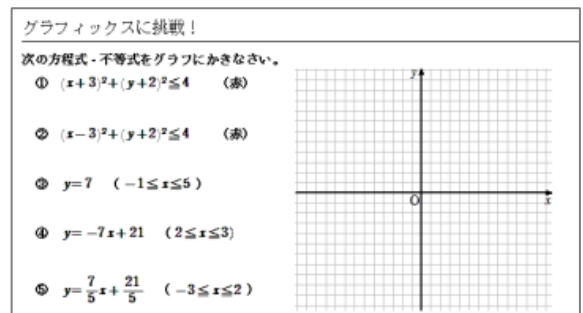 グラフィックスに挑戦！
次の方程式・不等式をグラフにかきなさい。
① (x+3)²+(y+2)²≦4 （赤）
② (x−3)²+(y+2)²≦4 （赤）
③ y=7 （−1≦x≦5）
④ y=−7x+21 （2≦x≦3）
⑤ y=7/5x+21/5 （−3≦x≦2）
y
O
x